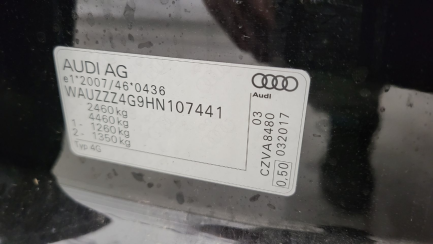 AUDI AG
e1*2007/46*0436
WAUZZZ4G9HN107441
2460kg
4460kg
1- 1260kg
2- 1350kg
Typ 4G
Audi
03
CZVA8480
0.50 032017